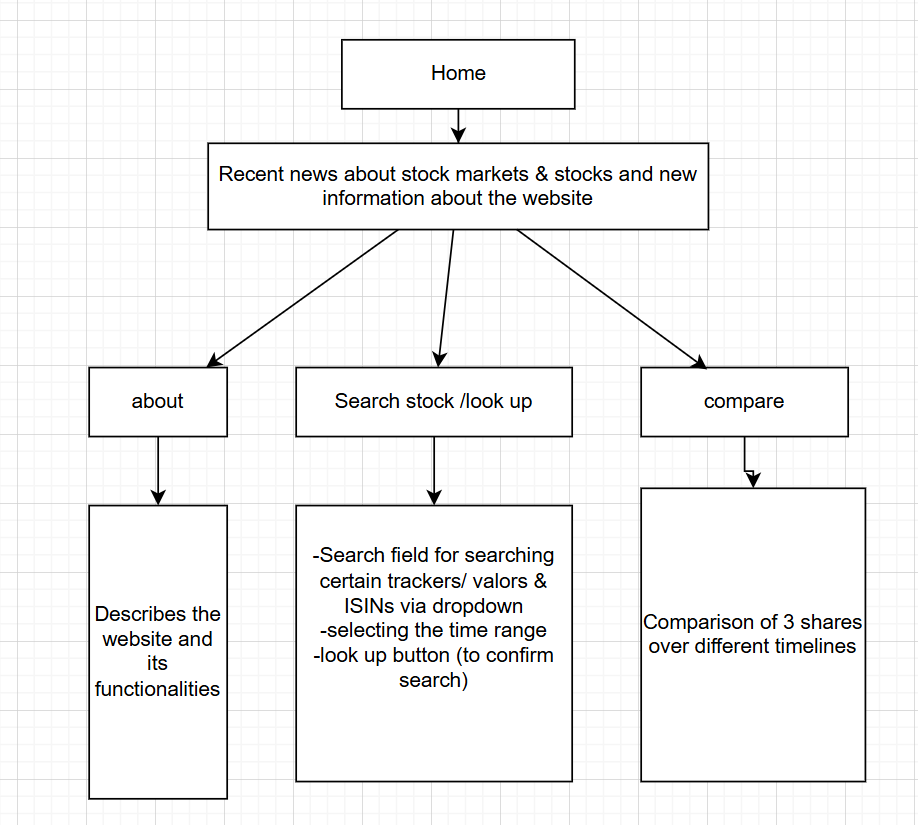 Home
Recent news about stock markets & stocks and new
information about the website
about
Search stock /look up
compare
Describes the
website and
its
functionalities
-Search field for searching
certain trackers/ valors &
ISINs via dropdown
-selecting the time range
-look up button (to confirm
search)
Comparison of 3 shares
over different timelines